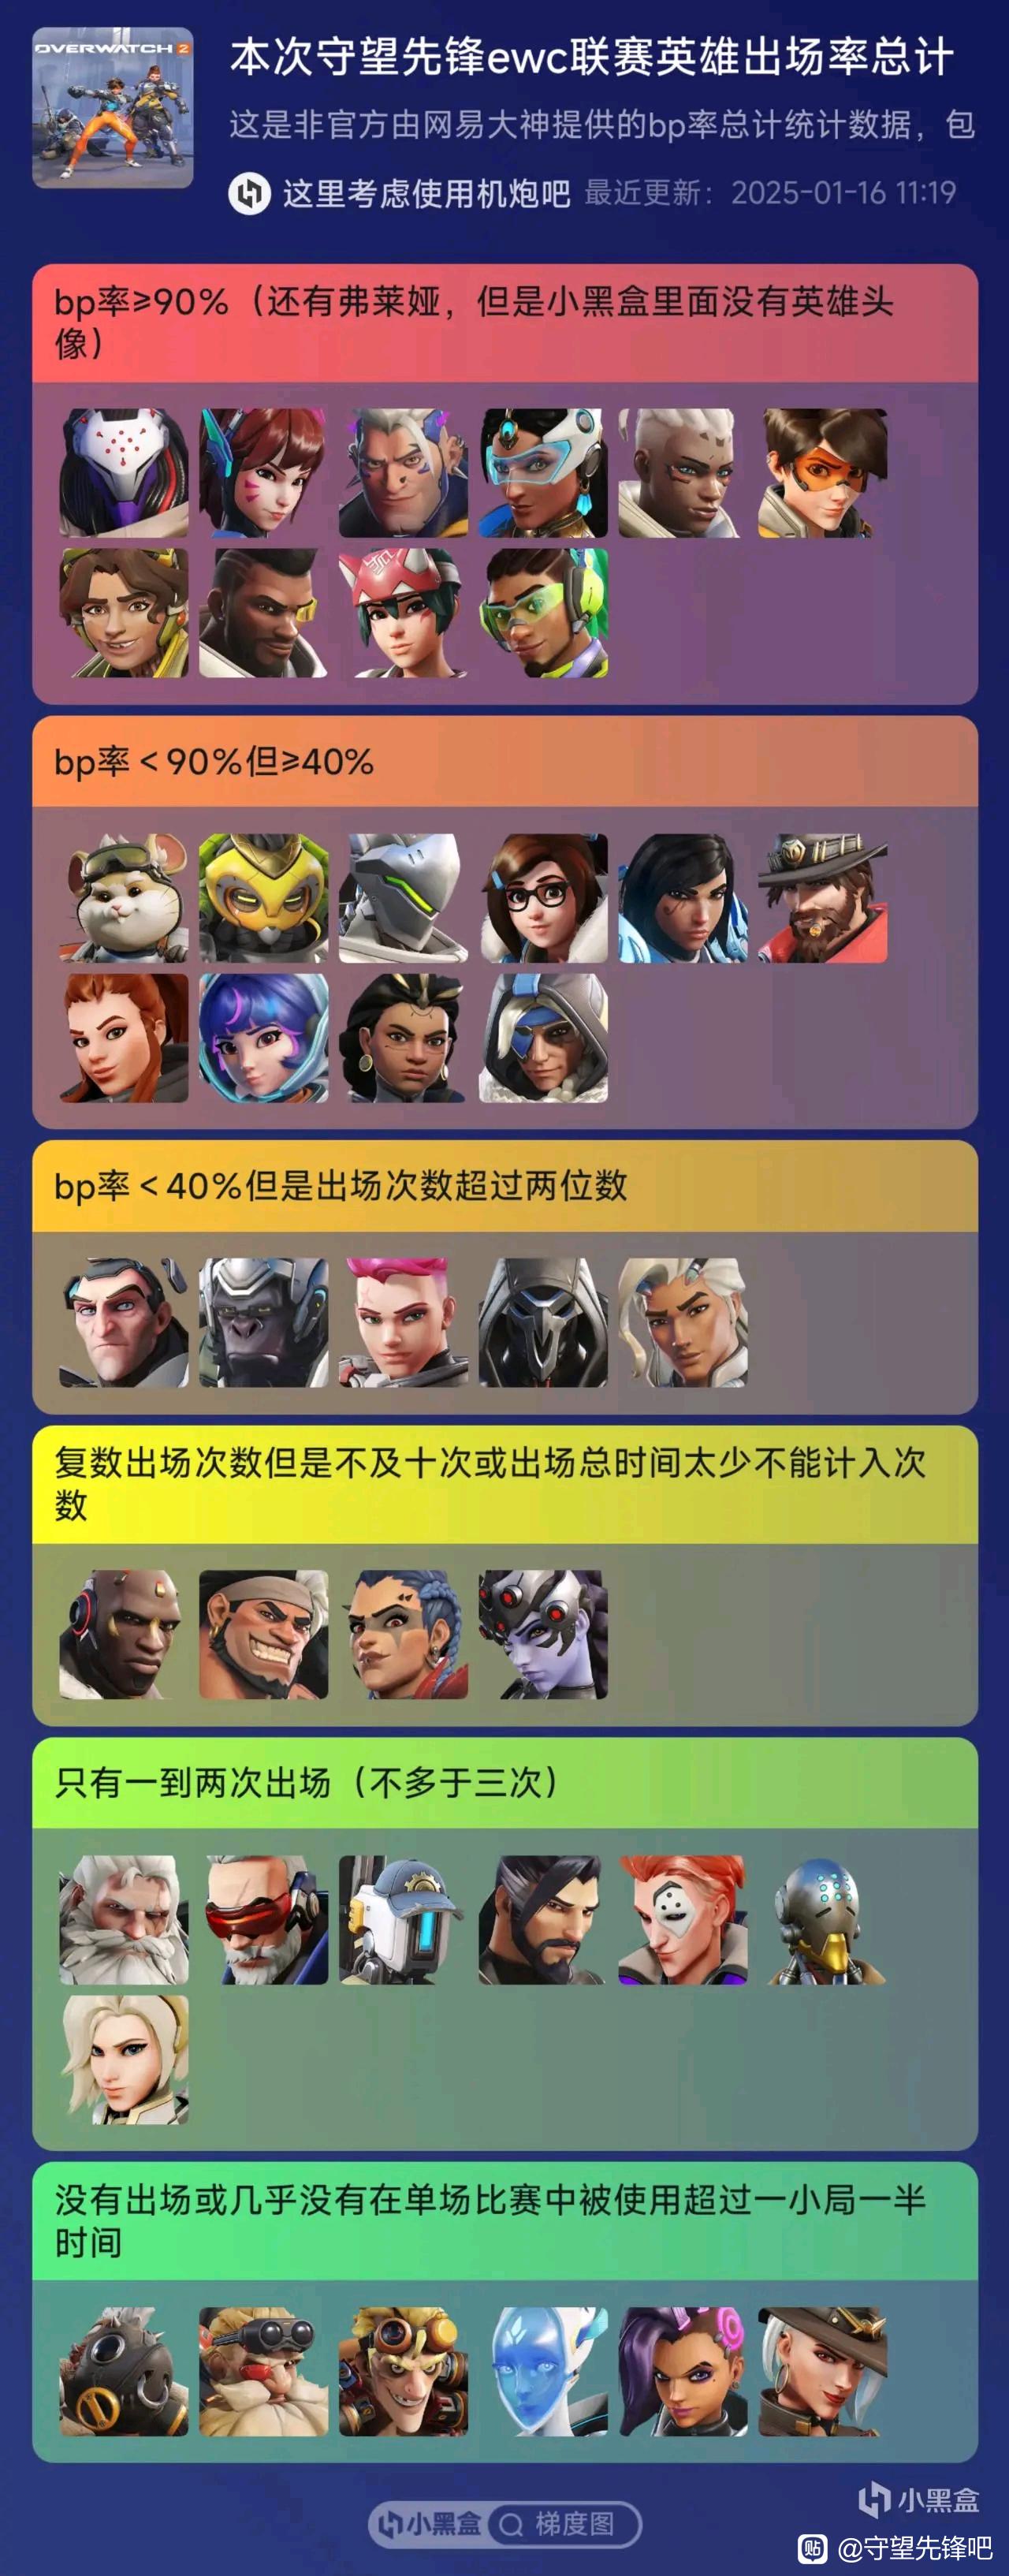 OVERWATCH 2
本次守望先锋ewc联赛英雄出场率总计
这是非官方由网易大神提供的bp率总计统计数据，包
这里考虑使用机炮吧 最近更新：2025-01-16 11:19
bp率≥90%（还有弗莱娅，但是小黑盒里面没有英雄头
像）
bp率＜90%但≥40%
bp率＜40%但是出场次数超过两位数
复数出场次数但是不及十次或出场总时间太少不能计入次
数
只有一到两次出场（不多于三次）
没有出场或几乎没有在单场比赛中被使用超过一小局一半
时间
小黑盒
小黑盒 梯度图
贴 @守望先锋吧